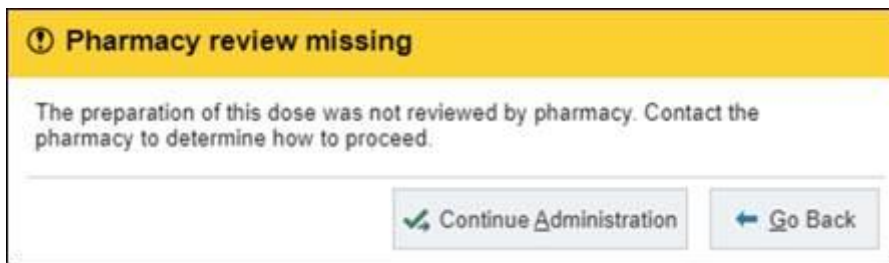 Pharmacy review missing
The preparation of this dose was not reviewed by pharmacy. Contact the
pharmacy to determine how to proceed.
Continue Administration
Go Back